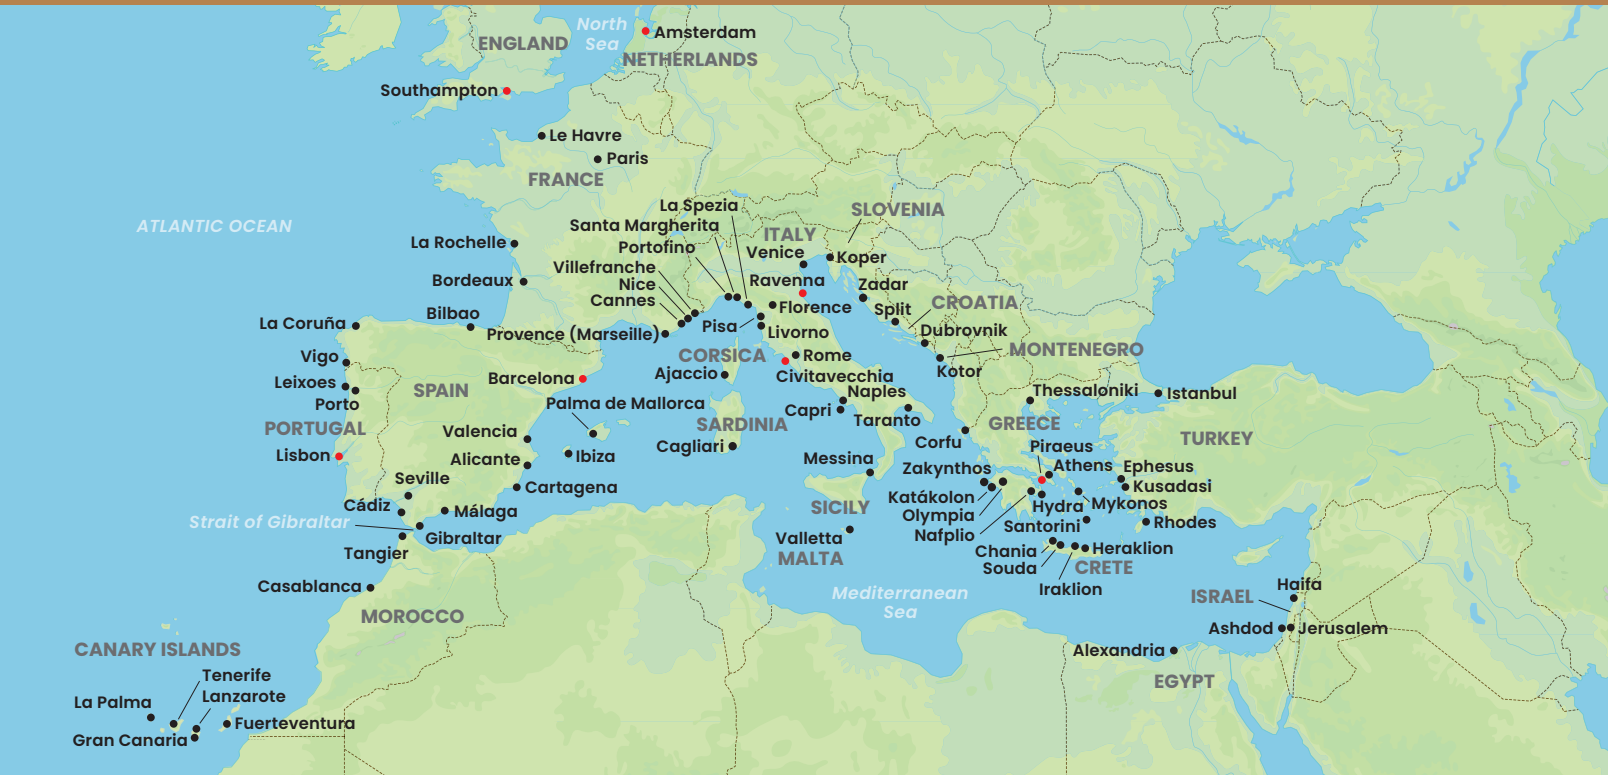 North
Sea
Amsterdam
ENGLAND
NETHERLANDS
Southampton
Le Havre
Paris
FRANCE
La Spezia
SLOVENIA
Santa Margherita
ATLANTIC OCEAN
ITALY
La Rochelle
Portofino
Venice
Koper
Villefranche
Bordeaux
Nice
Ravenna
Zadar
Cannes
CROATIA
Florence
Split
Bilbao
La Coruña
Pisa
Provence (Marseille)
Livorno
Dubrovnik
MONTENEGRO
Vigo
CORSICA
Rome
Ajaccio
Kotor
Civitavecchia
Barcelona
Leixoes
SPAIN
Naples
Thessaloniki
Istanbul
Porto
Palma de Mallorca
Capri
Taranto
PORTUGAL
SARDINIA
GREECE
Valencia
TURKEY
Corfu
Cagliari
Piraeus
Lisbon
Ibiza
Alicante
Messina
Athens
Ephesus
Zakynthos
Seville
Cartagena
Kusadasi
Katákolon
Cádiz
SICILY
Hydra
Mykonos
Málaga
Olympia
Strait of Gibraltar
Santorini
Rhodes
Nafplio
Gibraltar
Valletta
Tangier
MALTA
Chania
Heraklion
Souda
CRETE
Casablanca
Haifa
Iraklion
Mediterranean
Sea
ISRAEL
MOROCCO
Ashdod
Jerusalem
CANARY ISLANDS
Alexandria
Tenerife
EGYPT
Lanzarote
La Palma
Fuerteventura
Gran Canaria